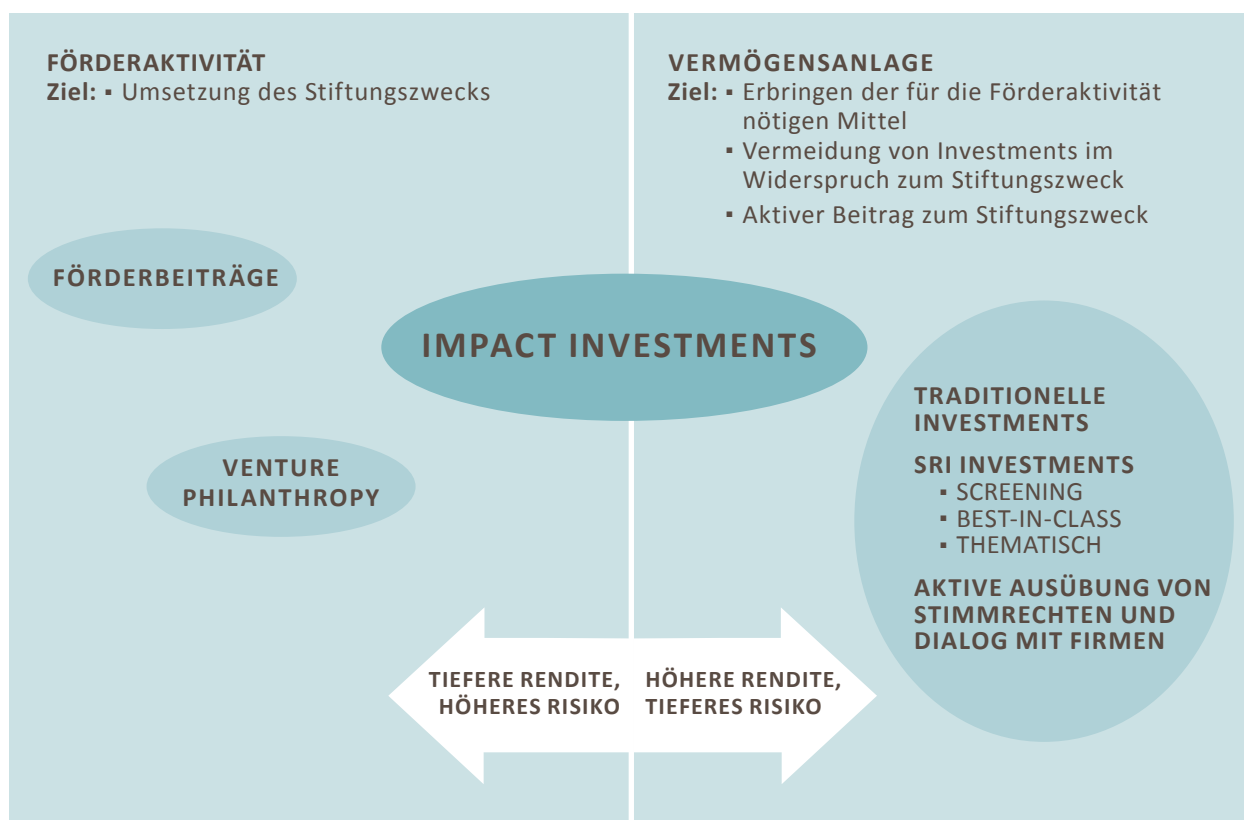 FÖRDERAKTIVITÄT
Ziel: ▪ Umsetzung des Stiftungszwecks
VERMÖGENSANLAGE
Ziel: ▪ Erbringen der für die Förderaktivität
nötigen Mittel
▪ Vermeidung von Investments im
Widerspruch zum Stiftungszweck
▪ Aktiver Beitrag zum Stiftungszweck
FÖRDERBEITRÄGE
IMPACT INVESTMENTS
VENTURE
PHILANTHROPY
TRADITIONELLE
INVESTMENTS
SRI INVESTMENTS
▪ SCREENING
▪ BEST-IN-CLASS
▪ THEMATISCH
AKTIVE AUSÜBUNG VON
STIMMRECHTEN UND
DIALOG MIT FIRMEN
TIEFERE RENDITE,
HÖHERES RISIKO
HÖHERE RENDITE,
TIEFERES RISIKO